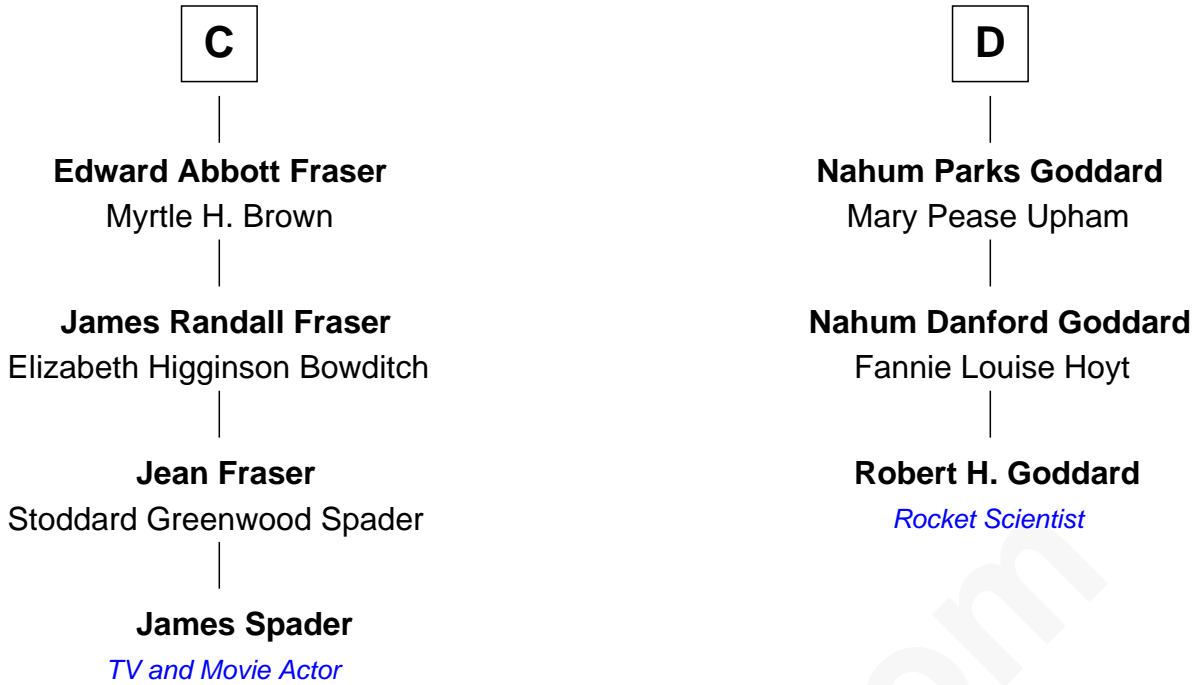 C
D
Edward Abbott Fraser
Myrtle H. Brown
Nahum Parks Goddard
Mary Pease Upham
James Randall Fraser
Elizabeth Higginson Bowditch
Nahum Danford Goddard
Fannie Louise Hoyt
Jean Fraser
Stoddard Greenwood Spader
Robert H. Goddard
Rocket Scientist
James Spader
TV and Movie Actor
om